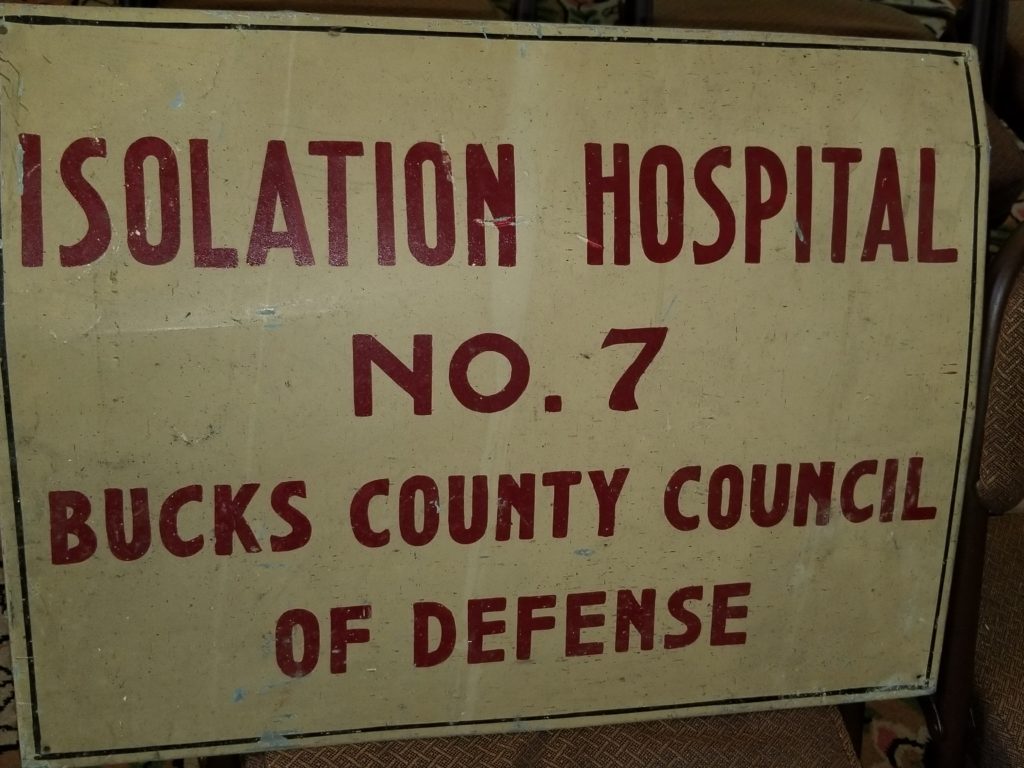 ISOLATION HOSPITAL
NO. 7
BUCKS COUNTY COUNCIL
OF DEFENSE